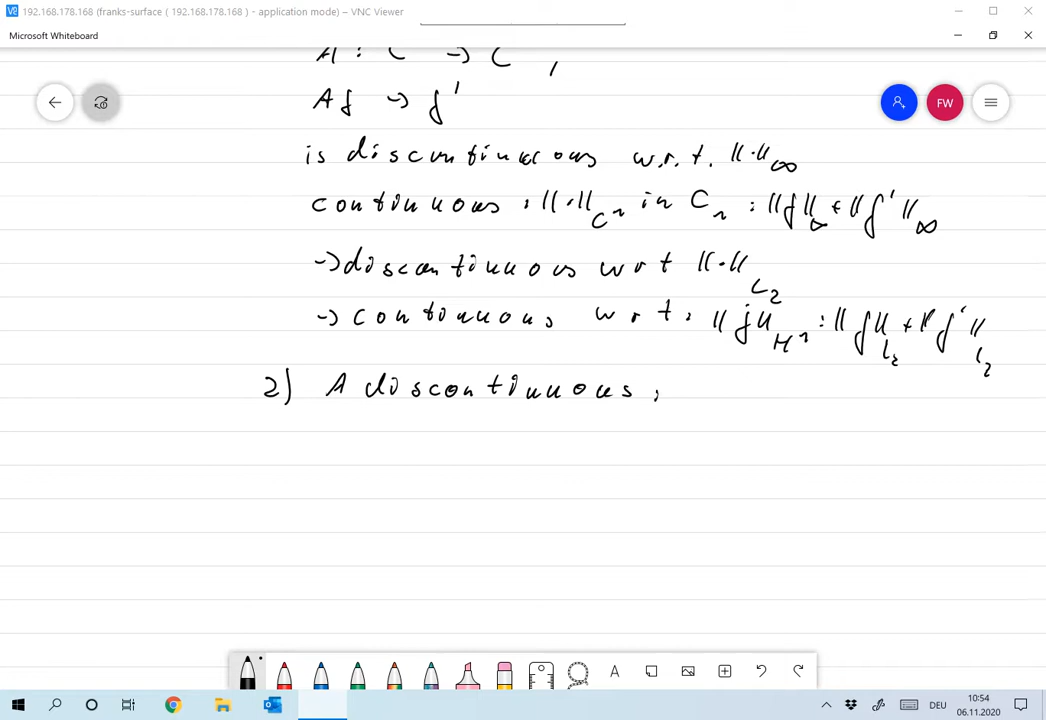 192.168.178.168 (franks-surface ( 192.168.178.168 ) - application mode) – VNC Viewer
Microsoft Whiteboard
A : C → C ,
Af → f'
FW
is discontinuous w.r.t. ||·||∞
continuous : ||·||C¹ in C₁ : ||f||∞ + ||f'||∞
→ discontinuous wrt ||·||L₂
→ continuous wrt : ||f||H¹ : ||f||L₂ + ||f'||L₂
2) A discontinuous :
A
DEU
10:54
06.11.2020